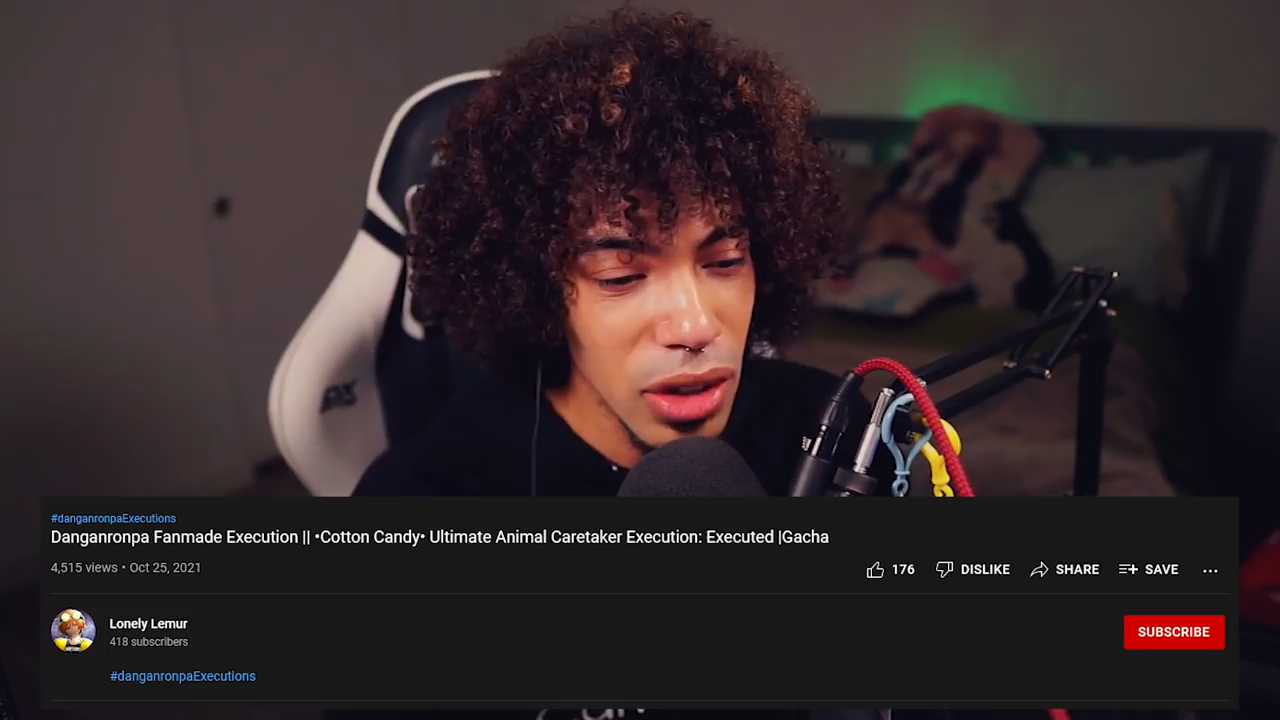 #danganronpaExecutions
Danganronpa Fanmade Execution || •Cotton Candy• Ultimate Animal Caretaker Execution: Executed |Gacha
4,515 views • Oct 25, 2021
176 DISLIKE SHARE SAVE ...
Lonely Lemur
418 subscribers
SUBSCRIBE
#danganronpaExecutions